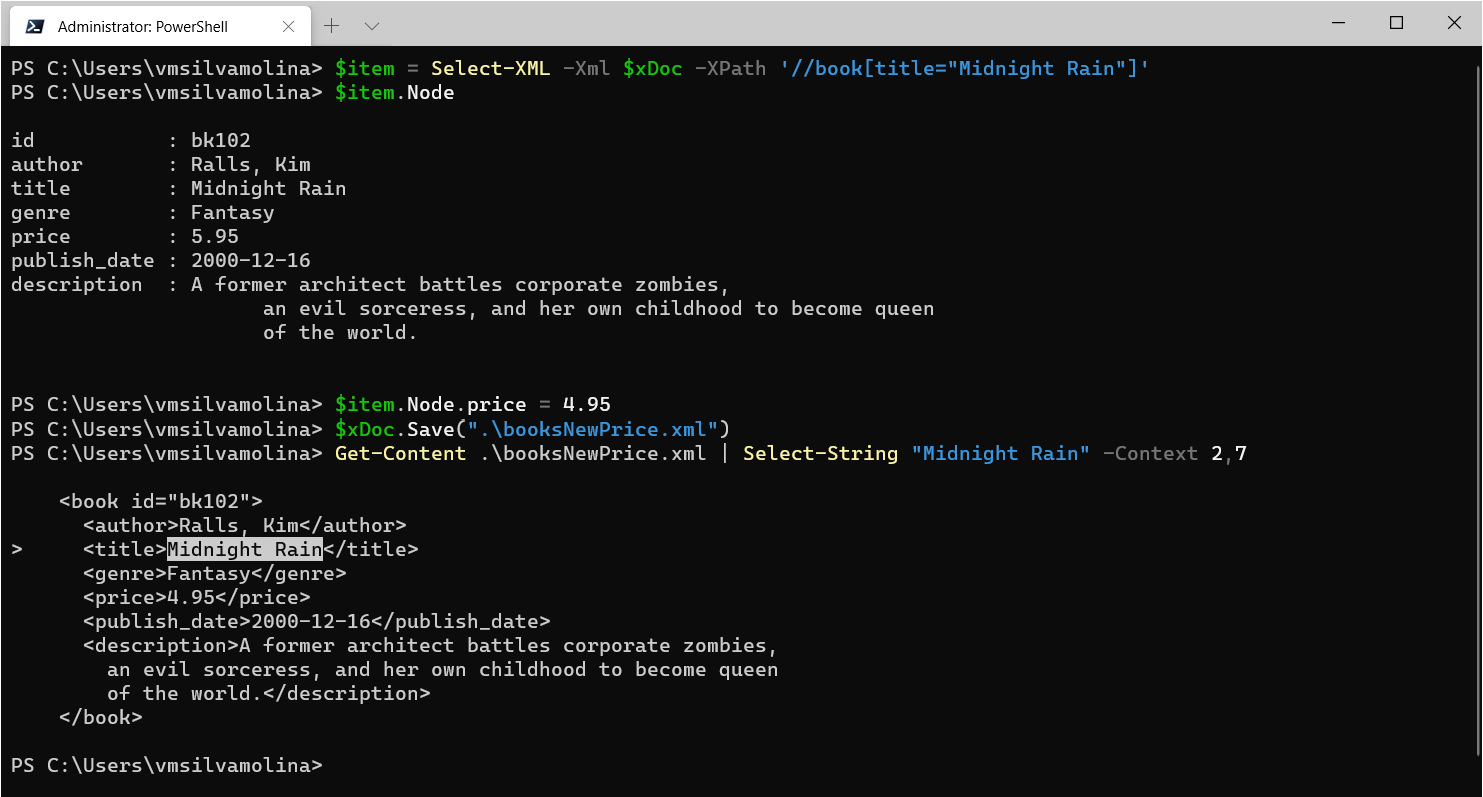 Administrator: PowerShell
PS C:\Users\vmsilvamolina> $item = Select-XML -Xml $xDoc -XPath '//book[title="Midnight Rain"]'
PS C:\Users\vmsilvamolina> $item.Node
id : bk102
author : Ralls, Kim
title : Midnight Rain
genre : Fantasy
price : 5.95
publish_date : 2000-12-16
description : A former architect battles corporate zombies,
an evil sorceress, and her own childhood to become queen
of the world.
PS C:\Users\vmsilvamolina> $item.Node.price = 4.95
PS C:\Users\vmsilvamolina> $xDoc.Save(".\booksNewPrice.xml")
PS C:\Users\vmsilvamolina> Get-Content .\booksNewPrice.xml | Select-String "Midnight Rain" -Context 2,7
<book id="bk102">
<author>Ralls, Kim</author>
> <title>Midnight Rain</title>
<genre>Fantasy</genre>
<price>4.95</price>
<publish_date>2000-12-16</publish_date>
<description>A former architect battles corporate zombies,
an evil sorceress, and her own childhood to become queen
of the world.</description>
</book>
PS C:\Users\vmsilvamolina>